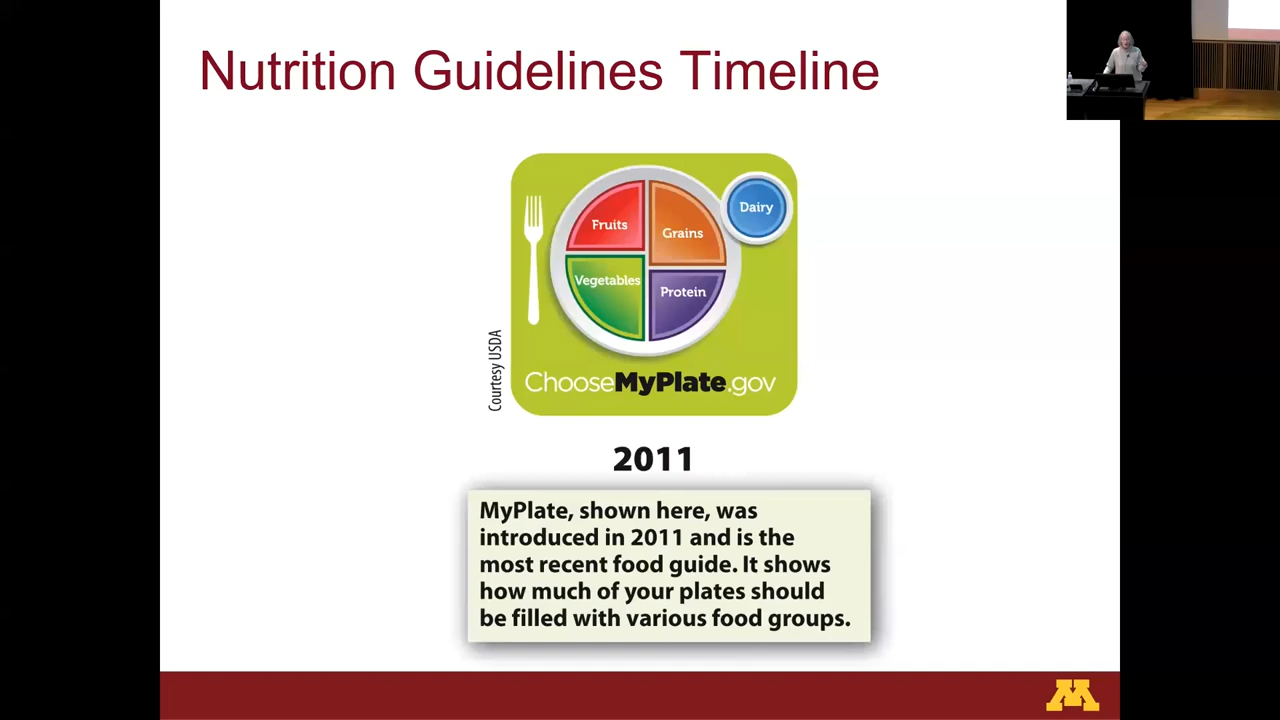 Nutrition Guidelines Timeline
Fruits
Grains
Dairy
Vegetables
Protein
ChooseMyPlate.gov
Courtesy USDA
2011
MyPlate, shown here, was
introduced in 2011 and is the
most recent food guide. It shows
how much of your plates should
be filled with various food groups.
M